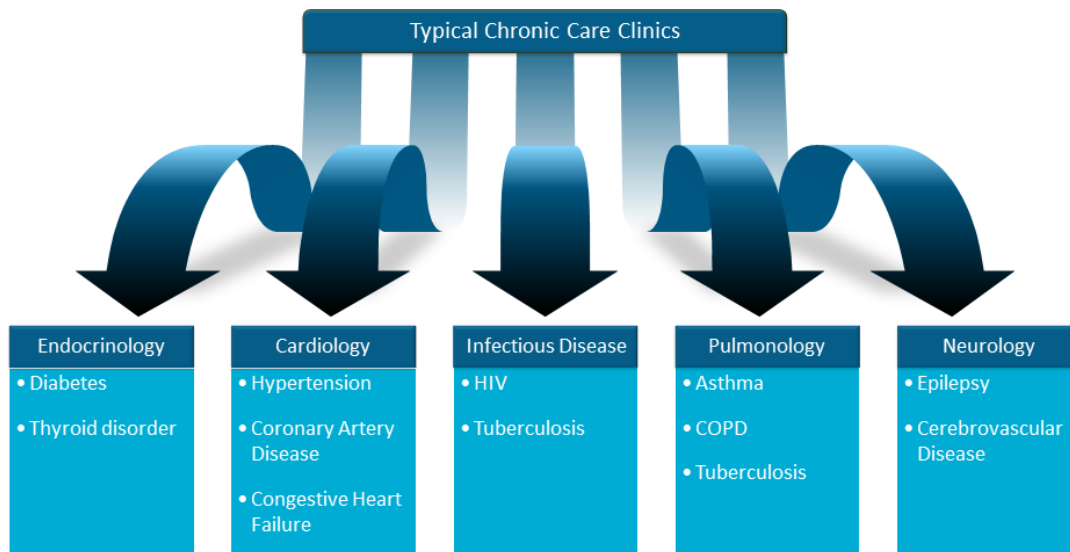 Typical Chronic Care Clinics
Endocrinology
• Diabetes
• Thyroid disorder
Cardiology
• Hypertension
• Coronary Artery
Disease
• Congestive Heart
Failure
Infectious Disease
• HIV
• Tuberculosis
Pulmonology
• Asthma
• COPD
• Tuberculosis
Neurology
• Epilepsy
• Cerebrovascular
Disease